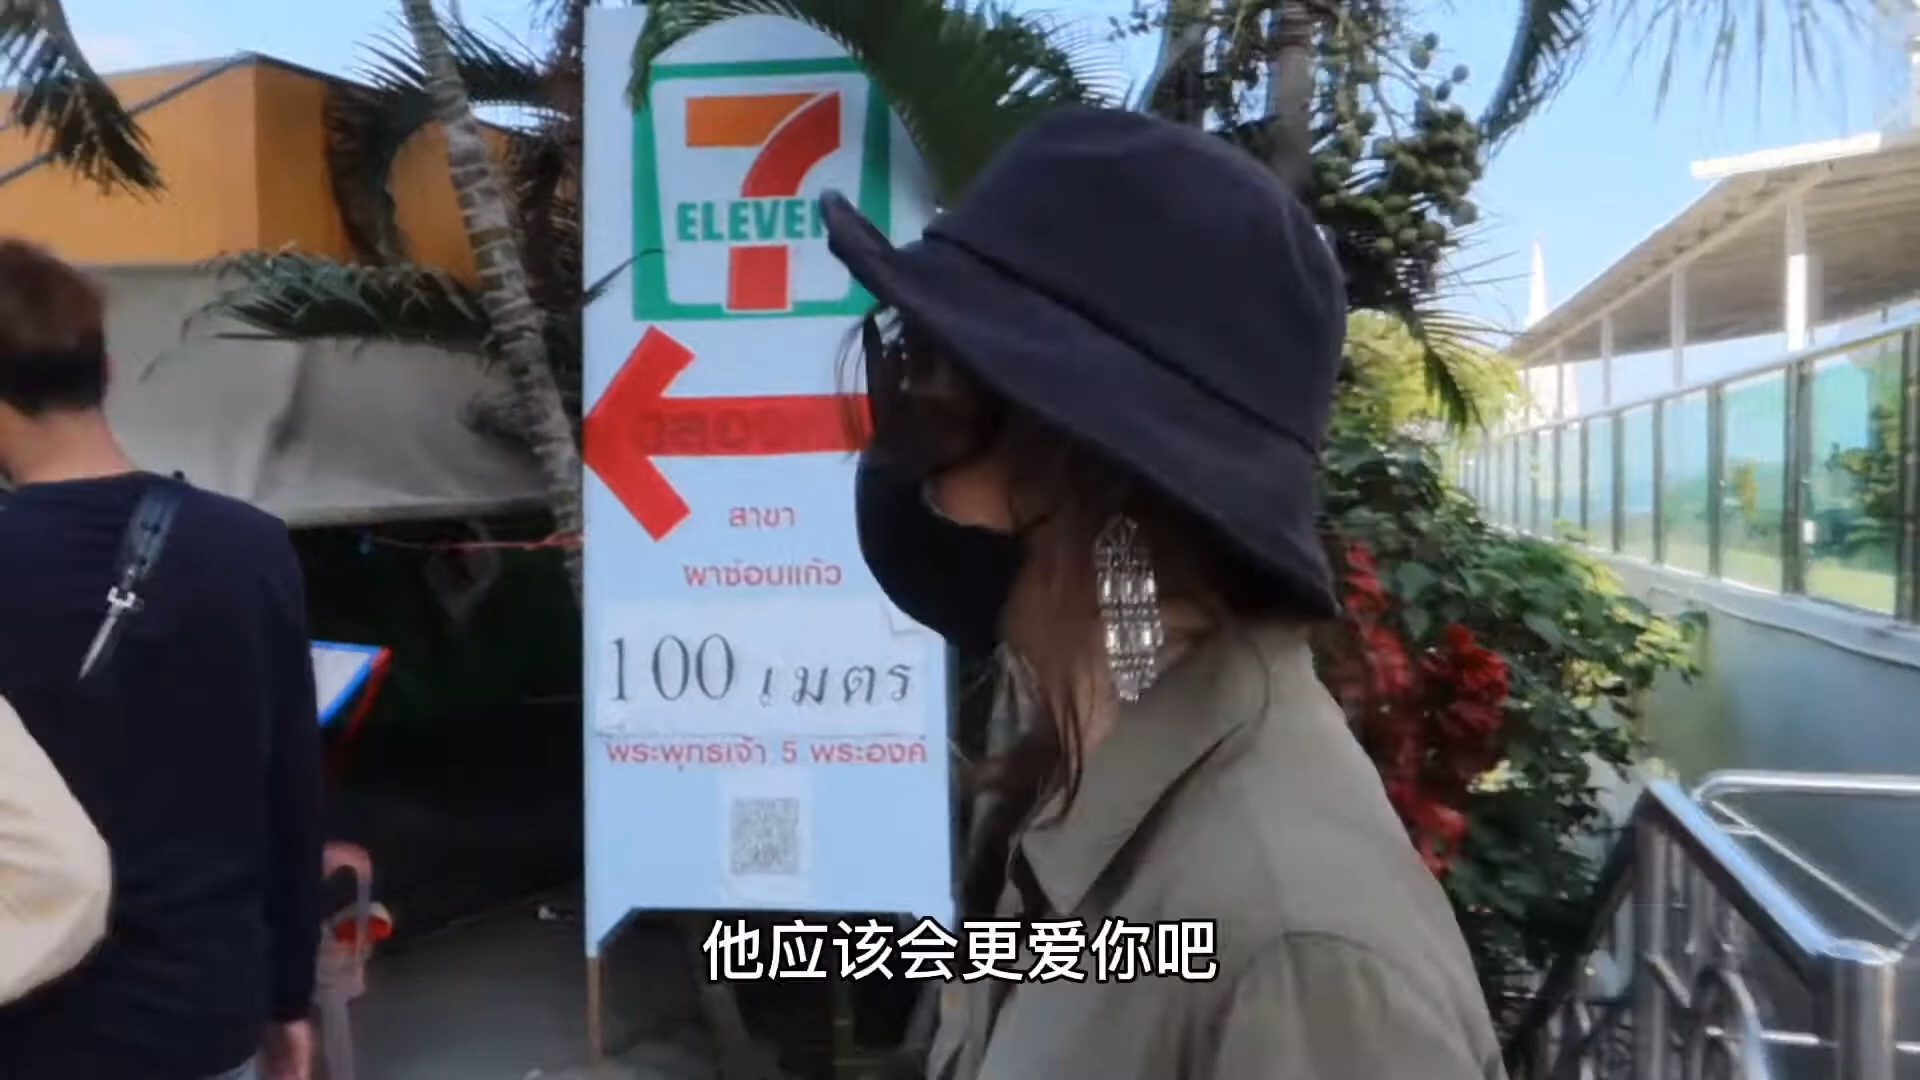 7
ELEVEN
สาขา
ผาซ่อนแก้ว
100 เมตร
พระพุทธเจ้า 5 พระองค์
他应该会更爱你吧